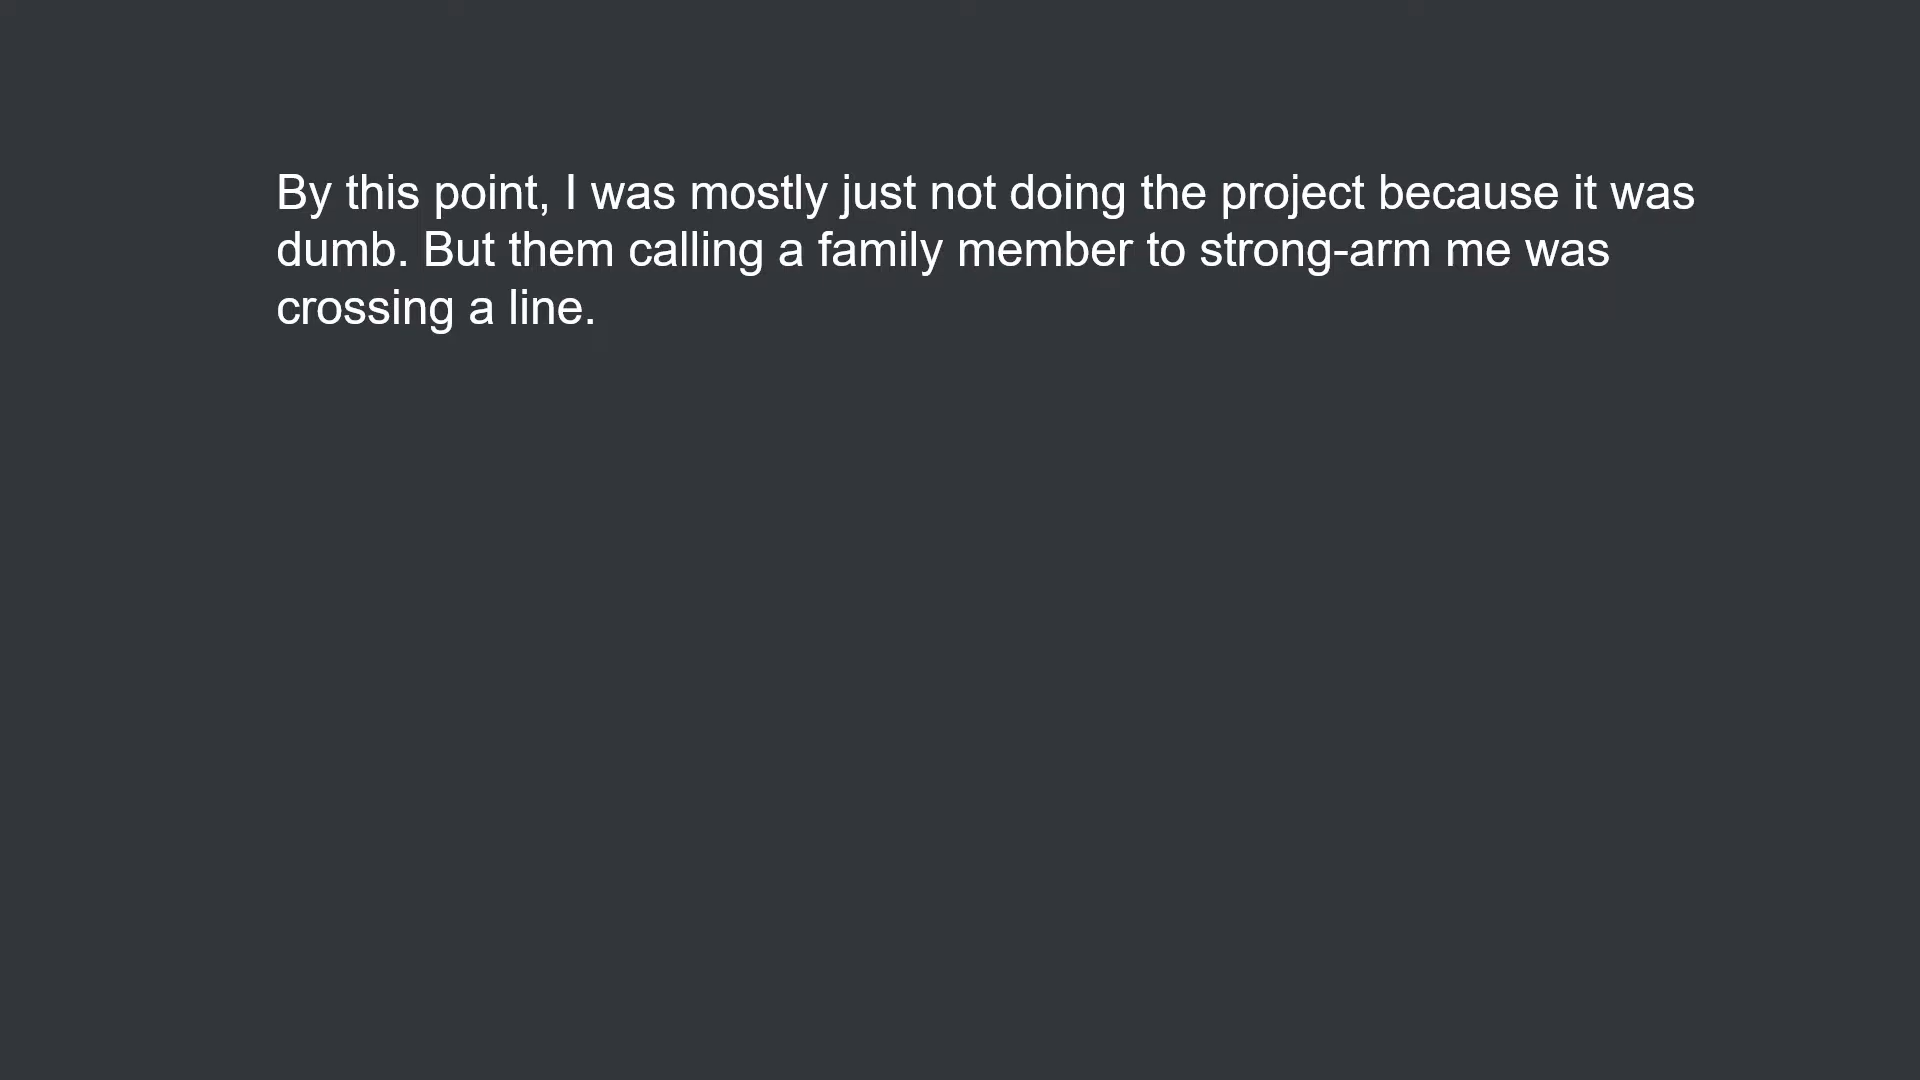 By this point, I was mostly just not doing the project because it was
dumb. But them calling a family member to strong-arm me was
crossing a line.